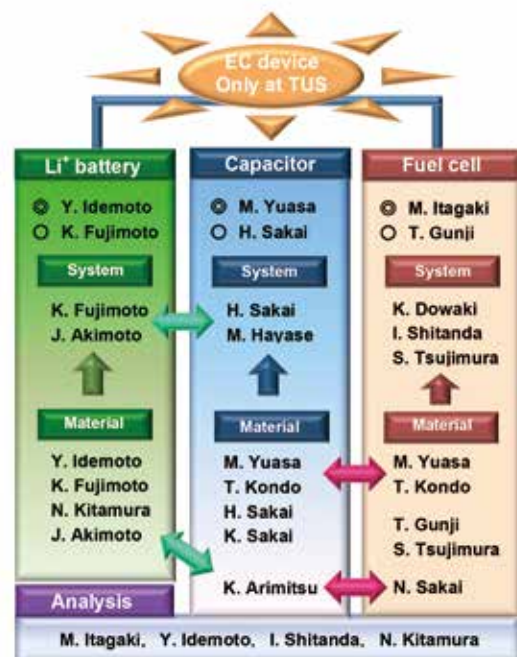 EC device
Only at TUS
Li⁺ battery
◎ Y. Idemoto
○ K. Fujimoto
System
K. Fujimoto
J. Akimoto
Material
Y. Idemoto
K. Fujimoto
N. Kitamura
J. Akimoto
Capacitor
◎ M. Yuasa
○ H. Sakai
System
H. Sakai
M. Hayase
Material
M. Yuasa
T. Kondo
H. Sakai
K. Sakai
K. Arimitsu
Fuel cell
◎ M. Itagaki
○ T. Gunji
System
K. Dowaki
I. Shitanda
S. Tsujimura
Material
M. Yuasa
T. Kondo
T. Gunji
S. Tsujimura
N. Sakai
Analysis
M. Itagaki, Y. Idemoto, I. Shitanda, N. Kitamura